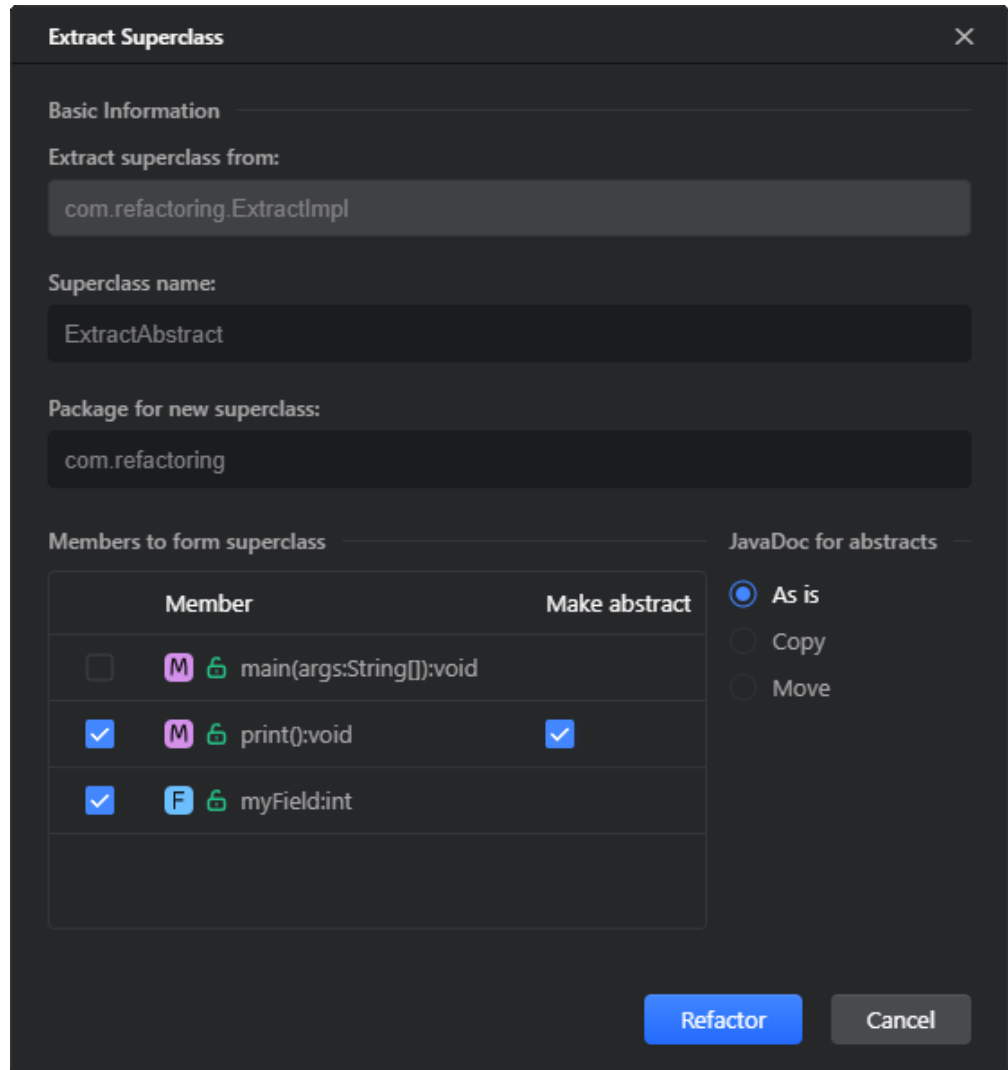 Extract Superclass
Basic Information
Extract superclass from:
com.refactoring.ExtractImpl
Superclass name:
ExtractAbstract
Package for new superclass:
com.refactoring
Members to form superclass
Member Make abstract
M main(args:String[]):void
M print():void
F myField:int
JavaDoc for abstracts
As is
Copy
Move
Refactor Cancel